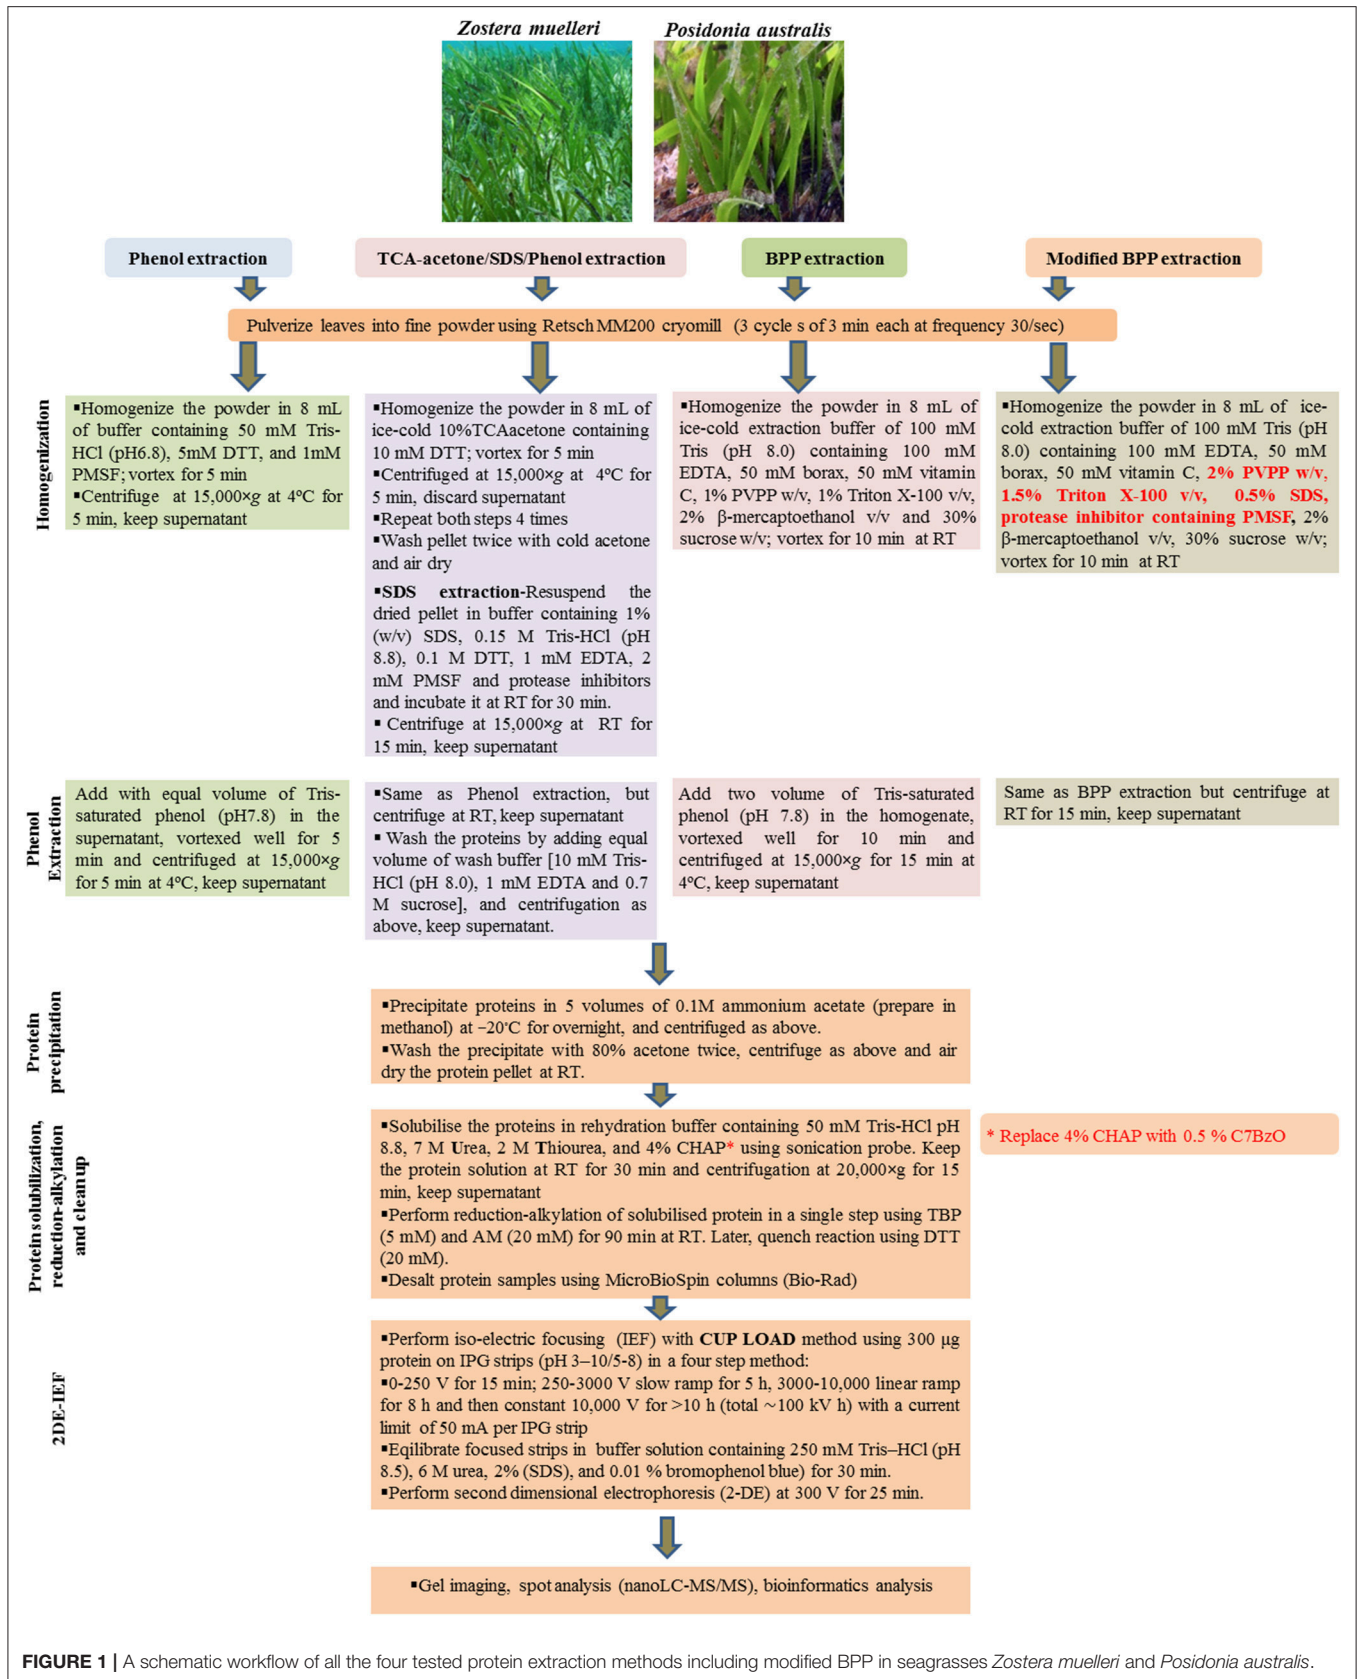 Zostera muelleri
Posidonia australis
Phenol extraction
TCA-acetone/SDS/Phenol extraction
BPP extraction
Modified BPP extraction
Pulverize leaves into fine powder using Retsch MM200 cryomill (3 cycle s of 3 min each at frequency 30/sec)
Homogenization
▪Homogenize the powder in 8 mL
of buffer containing 50 mM Tris-
HCl (pH6.8), 5mM DTT, and 1mM
PMSF; vortex for 5 min
▪Centrifuge at 15,000×g at 4ºC for
5 min, keep supernatant
▪Homogenize the powder in 8 mL of
ice-cold 10%TCAacetone containing
10 mM DTT; vortex for 5 min
▪Centrifuged at 15,000×g at 4ºC for
5 min, discard supernatant
▪Repeat both steps 4 times
▪Wash pellet twice with cold acetone
and air dry
▪SDS extraction-Resuspend the
dried pellet in buffer containing 1%
(w/v) SDS, 0.15 M Tris-HCl (pH
8.8), 0.1 M DTT, 1 mM EDTA, 2
mM PMSF and protease inhibitors
and incubate it at RT for 30 min.
▪ Centrifuge at 15,000×g at RT for
15 min, keep supernatant
▪Homogenize the powder in 8 mL of
ice-cold extraction buffer of 100 mM
Tris (pH 8.0) containing 100 mM
EDTA, 50 mM borax, 50 mM vitamin
C, 1% PVPP w/v, 1% Triton X-100 v/v,
2% β-mercaptoethanol v/v and 30%
sucrose w/v; vortex for 10 min at RT
▪Homogenize the powder in 8 mL of ice-
cold extraction buffer of 100 mM Tris (pH
8.0) containing 100 mM EDTA, 50 mM
borax, 50 mM vitamin C, 2% PVPP w/v,
1.5% Triton X-100 v/v, 0.5% SDS,
protease inhibitor containing PMSF, 2%
β-mercaptoethanol v/v, 30% sucrose w/v;
vortex for 10 min at RT
Phenol
Extraction
Add with equal volume of Tris-
saturated phenol (pH7.8) in the
supernatant, vortexed well for 5
min and centrifuged at 15,000×g
for 5 min at 4ºC, keep supernatant
▪Same as Phenol extraction, but
centrifuge at RT, keep supernatant
▪ Wash the proteins by adding equal
volume of wash buffer [10 mM Tris-
HCl (pH 8.0), 1 mM EDTA and 0.7
M sucrose], and centrifugation as
above, keep supernatant.
Add two volume of Tris-saturated
phenol (pH 7.8) in the homogenate,
vortexed well for 10 min and
centrifuged at 15,000×g for 15 min at
4ºC, keep supernatant
Same as BPP extraction but centrifuge at
RT for 15 min, keep supernatant
Protein
precipitation
▪Precipitate proteins in 5 volumes of 0.1M ammonium acetate (prepare in
methanol) at −20˚C for overnight, and centrifuged as above.
▪Wash the precipitate with 80% acetone twice, centrifuge as above and air
dry the protein pellet at RT.
Protein solubilization,
reduction-alkylation
and cleanup
▪Solubilise the proteins in rehydration buffer containing 50 mM Tris-HCl pH
8.8, 7 M Urea, 2 M Thiourea, and 4% CHAP* using sonication probe. Keep
the protein solution at RT for 30 min and centrifugation at 20,000×g for 15
min, keep supernatant
▪Perform reduction-alkylation of solubilised protein in a single step using TBP
(5 mM) and AM (20 mM) for 90 min at RT. Later, quench reaction using DTT
(20 mM).
▪Desalt protein samples using MicroBioSpin columns (Bio-Rad)
* Replace 4% CHAP with 0.5 % C7BzO
2DE-IEF
▪Perform iso-electric focusing (IEF) with CUP LOAD method using 300 µg
protein on IPG strips (pH 3–10/5-8) in a four step method:
▪0-250 V for 15 min; 250-3000 V slow ramp for 5 h, 3000-10,000 linear ramp
for 8 h and then constant 10,000 V for >10 h (total ~100 kV h) with a current
limit of 50 mA per IPG strip
▪Eqilibrate focused strips in buffer solution containing 250 mM Tris–HCl (pH
8.5), 6 M urea, 2% (SDS), and 0.01 % bromophenol blue) for 30 min.
▪Perform second dimensional electrophoresis (2-DE) at 300 V for 25 min.
▪Gel imaging, spot analysis (nanoLC-MS/MS), bioinformatics analysis
FIGURE 1 | A schematic workflow of all the four tested protein extraction methods including modified BPP in seagrasses Zostera muelleri and Posidonia australis.